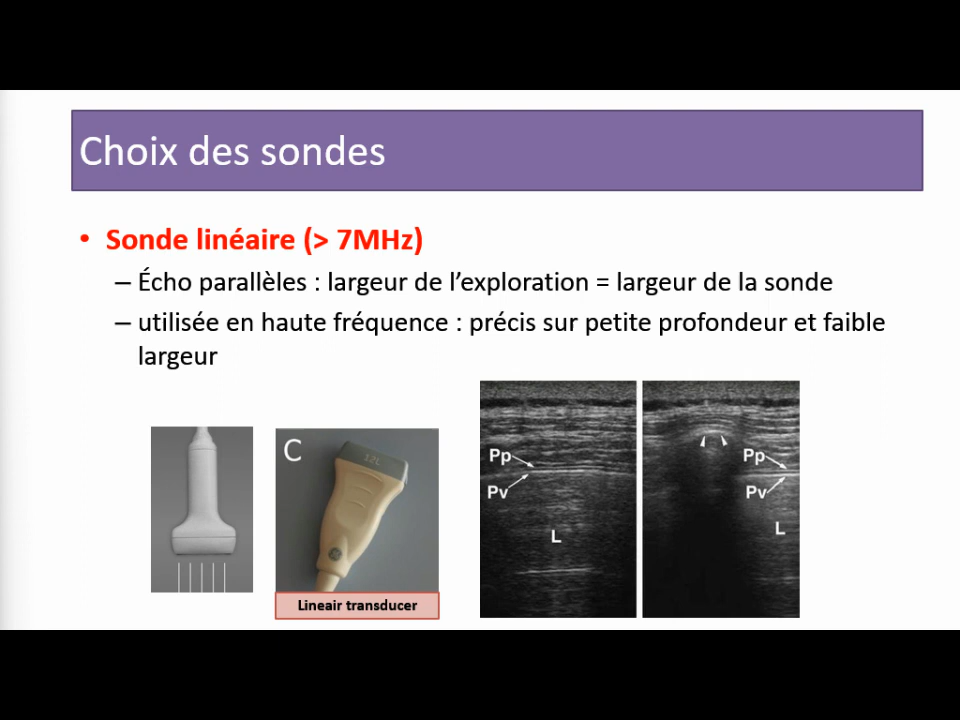 Choix des sondes
• Sonde linéaire (> 7MHz)
– Écho parallèles : largeur de l’exploration = largeur de la sonde
– utilisée en haute fréquence : précis sur petite profondeur et faible
largeur
C
12L
Lineair transducer
Pp
Pv
L
Pp
Pv
L